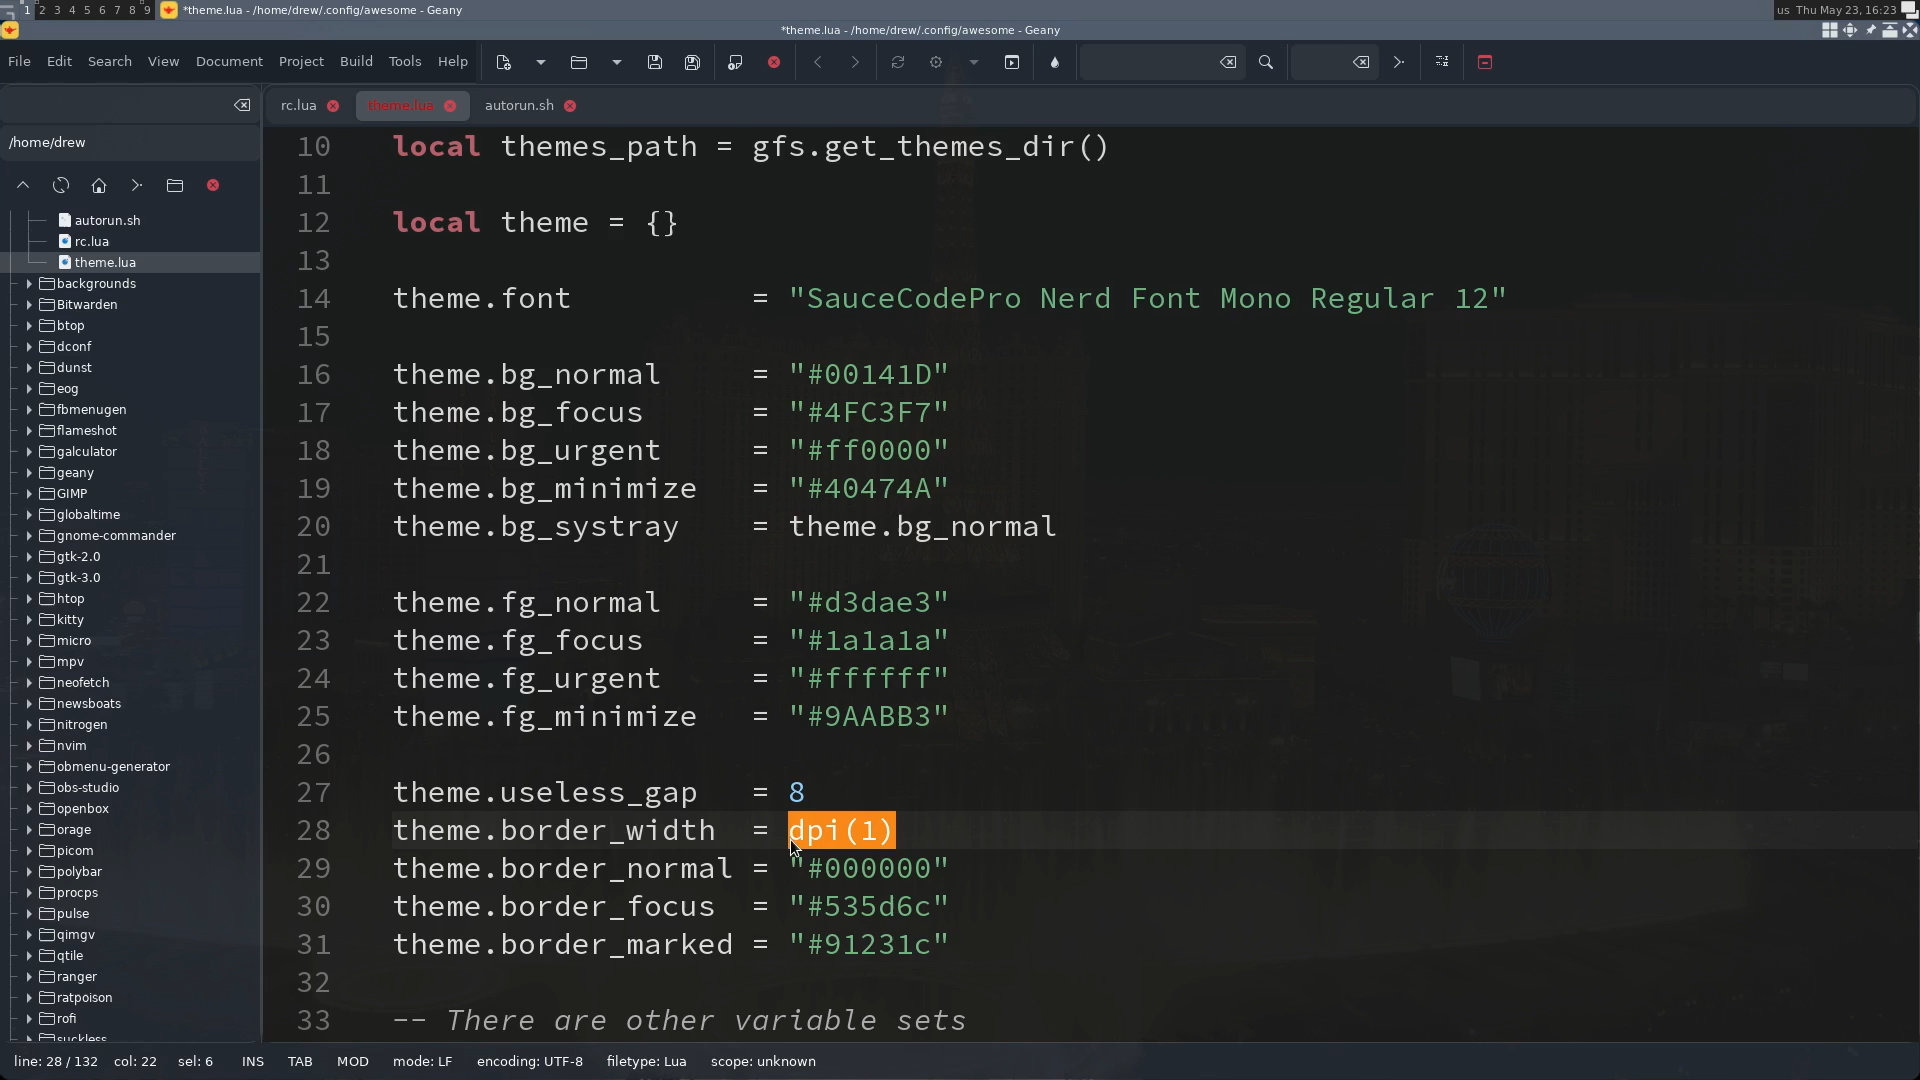 1 2 3 4 5 6 7 8 9 *theme.lua - /home/drew/.config/awesome - Geany us Thu May 23, 16:23
*theme.lua - /home/drew/.config/awesome - Geany
File Edit Search View Document Project Build Tools Help
rc.lua theme.lua autorun.sh
/home/drew
autorun.sh
rc.lua
theme.lua
backgrounds
Bitwarden
btop
dconf
dunst
eog
fbmenugen
flameshot
galculator
geany
GIMP
globaltime
gnome-commander
gtk-2.0
gtk-3.0
htop
kitty
micro
mpv
neofetch
newsboats
nitrogen
nvim
obmenu-generator
obs-studio
openbox
orage
picom
polybar
procps
pulse
qimgv
qtile
ranger
ratpoison
rofi
suckless
10 local themes_path = gfs.get_themes_dir()
11
12 local theme = {}
13
14 theme.font = "SauceCodePro Nerd Font Mono Regular 12"
15
16 theme.bg_normal = "#00141D"
17 theme.bg_focus = "#4FC3F7"
18 theme.bg_urgent = "#ff0000"
19 theme.bg_minimize = "#40474A"
20 theme.bg_systray = theme.bg_normal
21
22 theme.fg_normal = "#d3dae3"
23 theme.fg_focus = "#1a1a1a"
24 theme.fg_urgent = "#ffffff"
25 theme.fg_minimize = "#9AABB3"
26
27 theme.useless_gap = 8
28 theme.border_width = dpi(1)
29 theme.border_normal = "#000000"
30 theme.border_focus = "#535d6c"
31 theme.border_marked = "#91231c"
32
33 -- There are other variable sets
line: 28 / 132 col: 22 sel: 6 INS TAB MOD mode: LF encoding: UTF-8 filetype: Lua scope: unknown